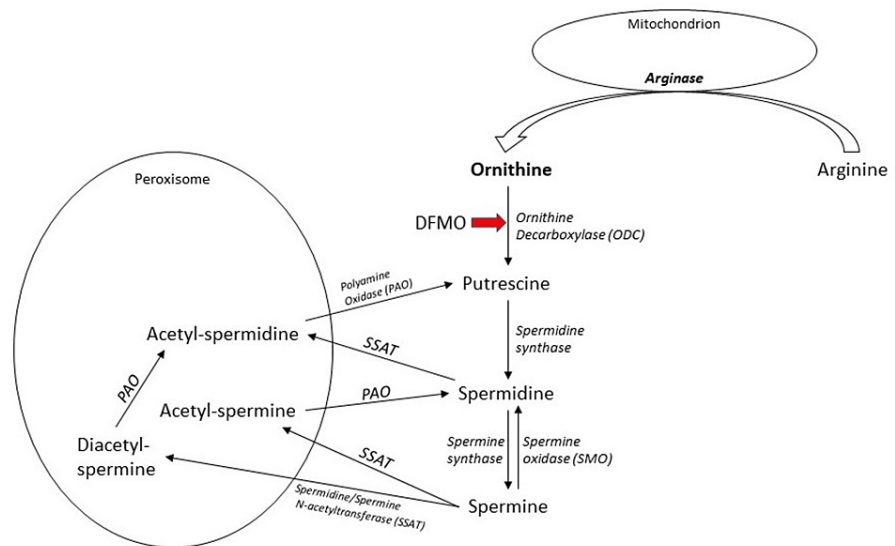 Mitochondrion
Arginase
Ornithine
Arginine
Peroxisome
DFMO
Ornithine
Decarboxylase (ODC)
Polyamine
Oxidase (PAO)
Putrescine
Acetyl-spermidine
SSAT
Spermidine
synthase
PAO
Acetyl-spermine
PAO
Spermidine
Diacetyl-
spermine
SSAT
Spermine
synthase
Spermine
oxidase (SMO)
Spermidine/Spermine
N-acetyltransferase (SSAT)
Spermine